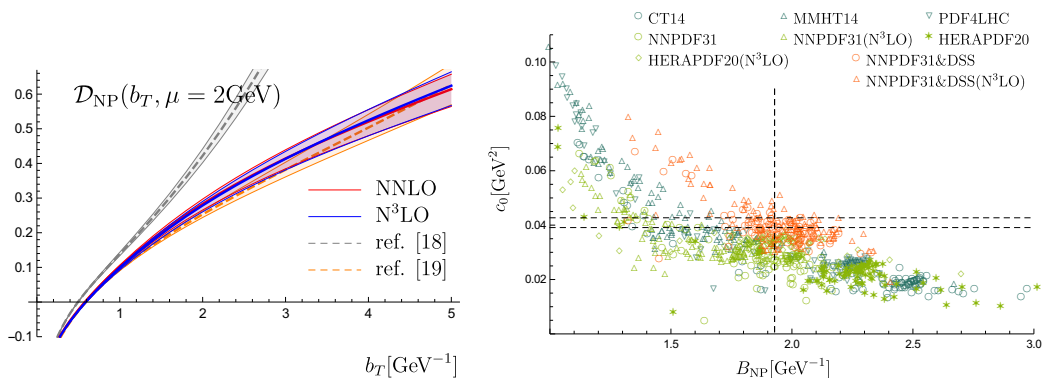 D_NP(b_T, μ = 2GeV)
0.6
0.5
0.4
0.3
0.2
0.1
-0.1
1
2
3
4
5
NNLO
N³LO
ref. [18]
ref. [19]
b_T[GeV⁻¹]
CT14
MMHT14
PDF4LHC
NNPDF31
NNPDF31(N³LO)
HERAPDF20
HERAPDF20(N³LO)
NNPDF31&DSS
NNPDF31&DSS(N³LO)
c₀[GeV²]
0.10
0.08
0.06
0.04
0.02
1.5
2.0
2.5
3.0
B_NP[GeV⁻¹]